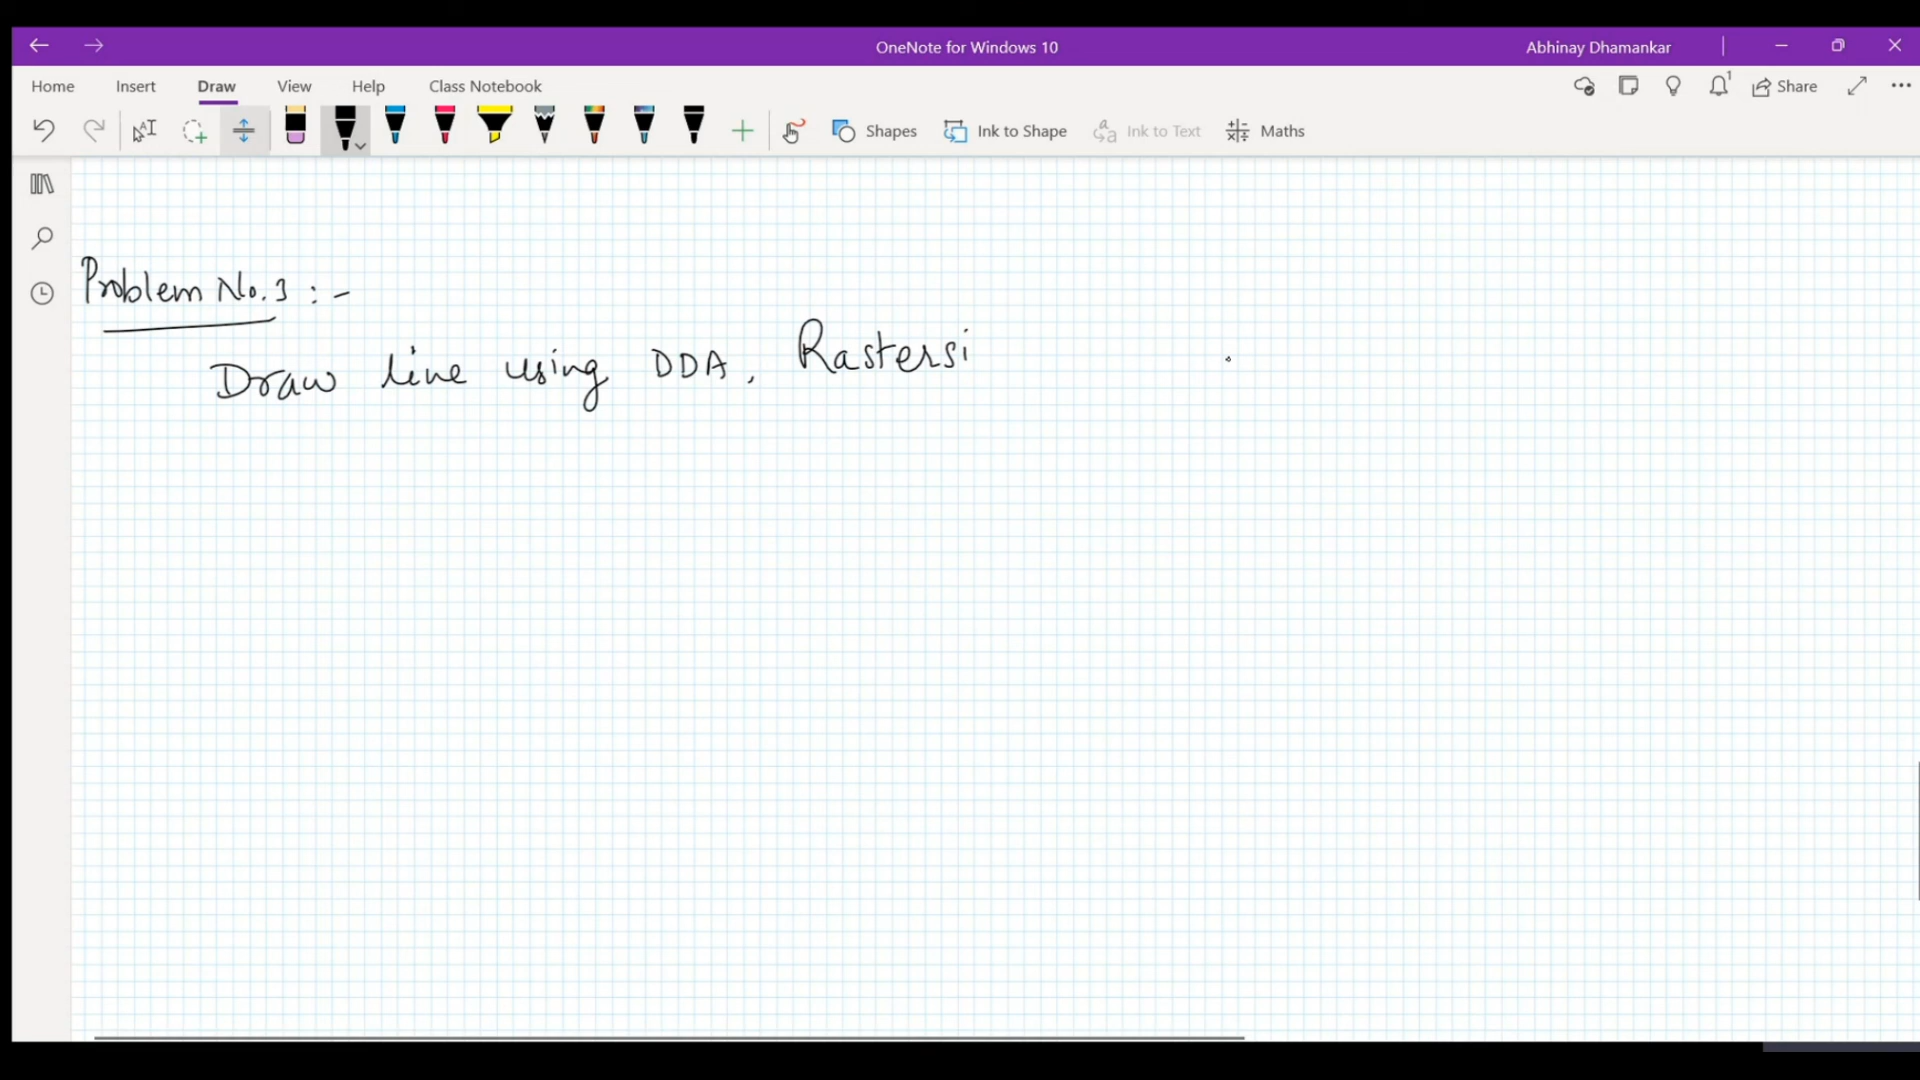 OneNote for Windows 10
Abhinay Dhamankar
Home Insert Draw View Help Class Notebook
Share
Shapes Ink to Shape Ink to Text Maths
Problem No. 3 : -
Draw line using DDA, Rastersi